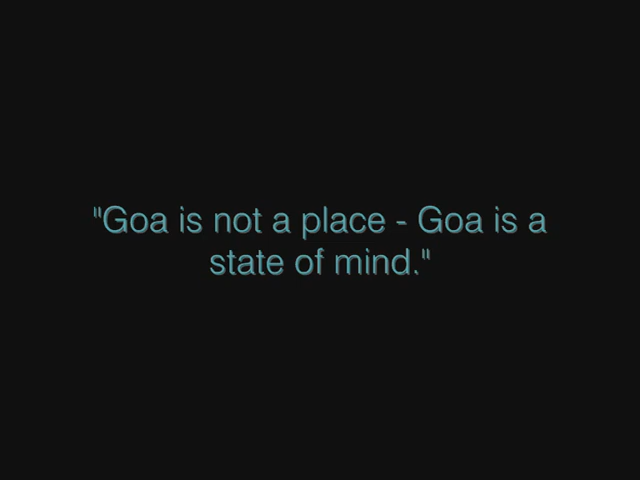 "Goa is not a place - Goa is a
state of mind."